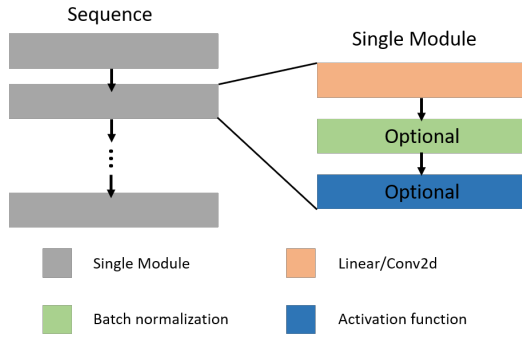 Sequence
Single Module
Optional
Optional
Single Module
Linear/Conv2d
Batch normalization
Activation function